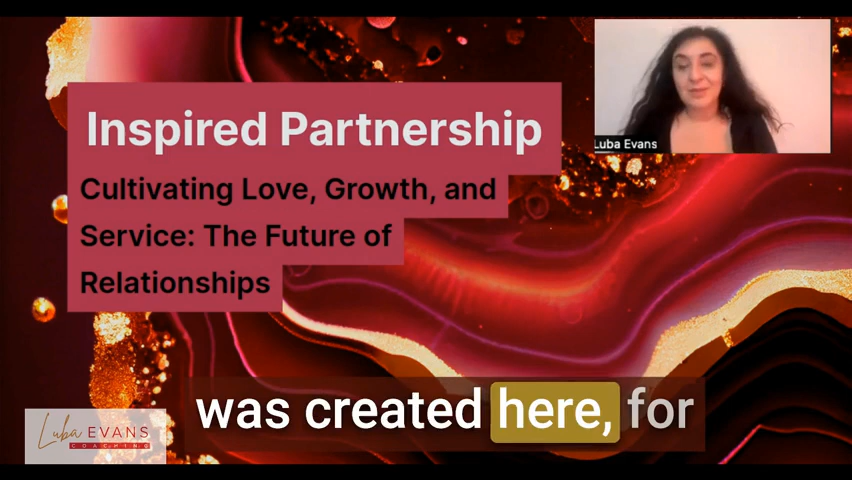 Inspired Partnership
Cultivating Love, Growth, and
Service: The Future of
Relationships
Luba Evans
was created here, for
Luba EVANS
COACHING